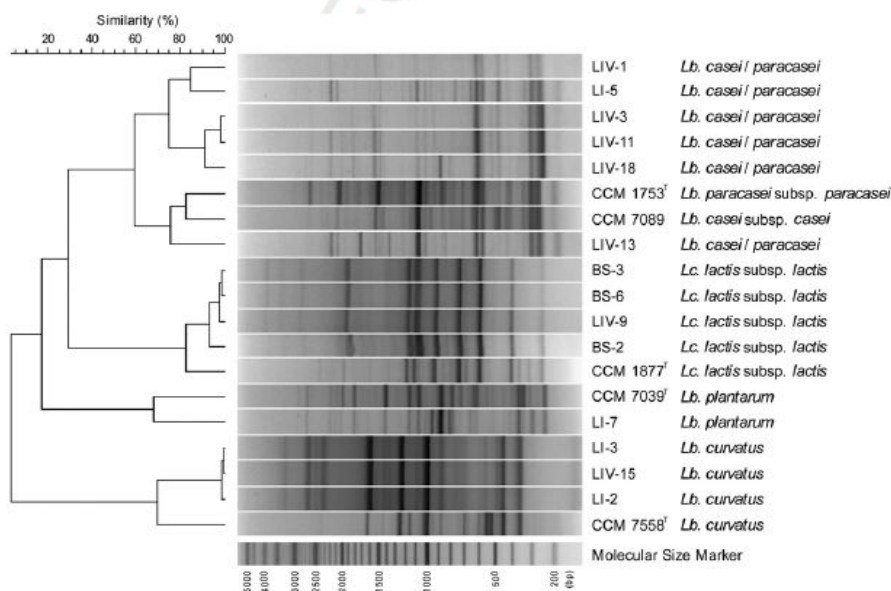 Similarity (%)
20 40 60 80 100
LIV-1 Lb. casei / paracasei
LI-5 Lb. casei / paracasei
LIV-3 Lb. casei / paracasei
LIV-11 Lb. casei / paracasei
LIV-18 Lb. casei / paracasei
CCM 1753ᵀ Lb. paracasei subsp. paracasei
CCM 7089 Lb. casei subsp. casei
LIV-13 Lb. casei / paracasei
BS-3 Lc. lactis subsp. lactis
BS-6 Lc. lactis subsp. lactis
LIV-9 Lc. lactis subsp. lactis
BS-2 Lc. lactis subsp. lactis
CCM 1877ᵀ Lc. lactis subsp. lactis
CCM 7039ᵀ Lb. plantarum
LI-7 Lb. plantarum
LI-3 Lb. curvatus
LIV-15 Lb. curvatus
LI-2 Lb. curvatus
CCM 7558ᵀ Lb. curvatus
Molecular Size Marker
5000 4000 3000 2500 2000 1500 1000 500 200 (bp)